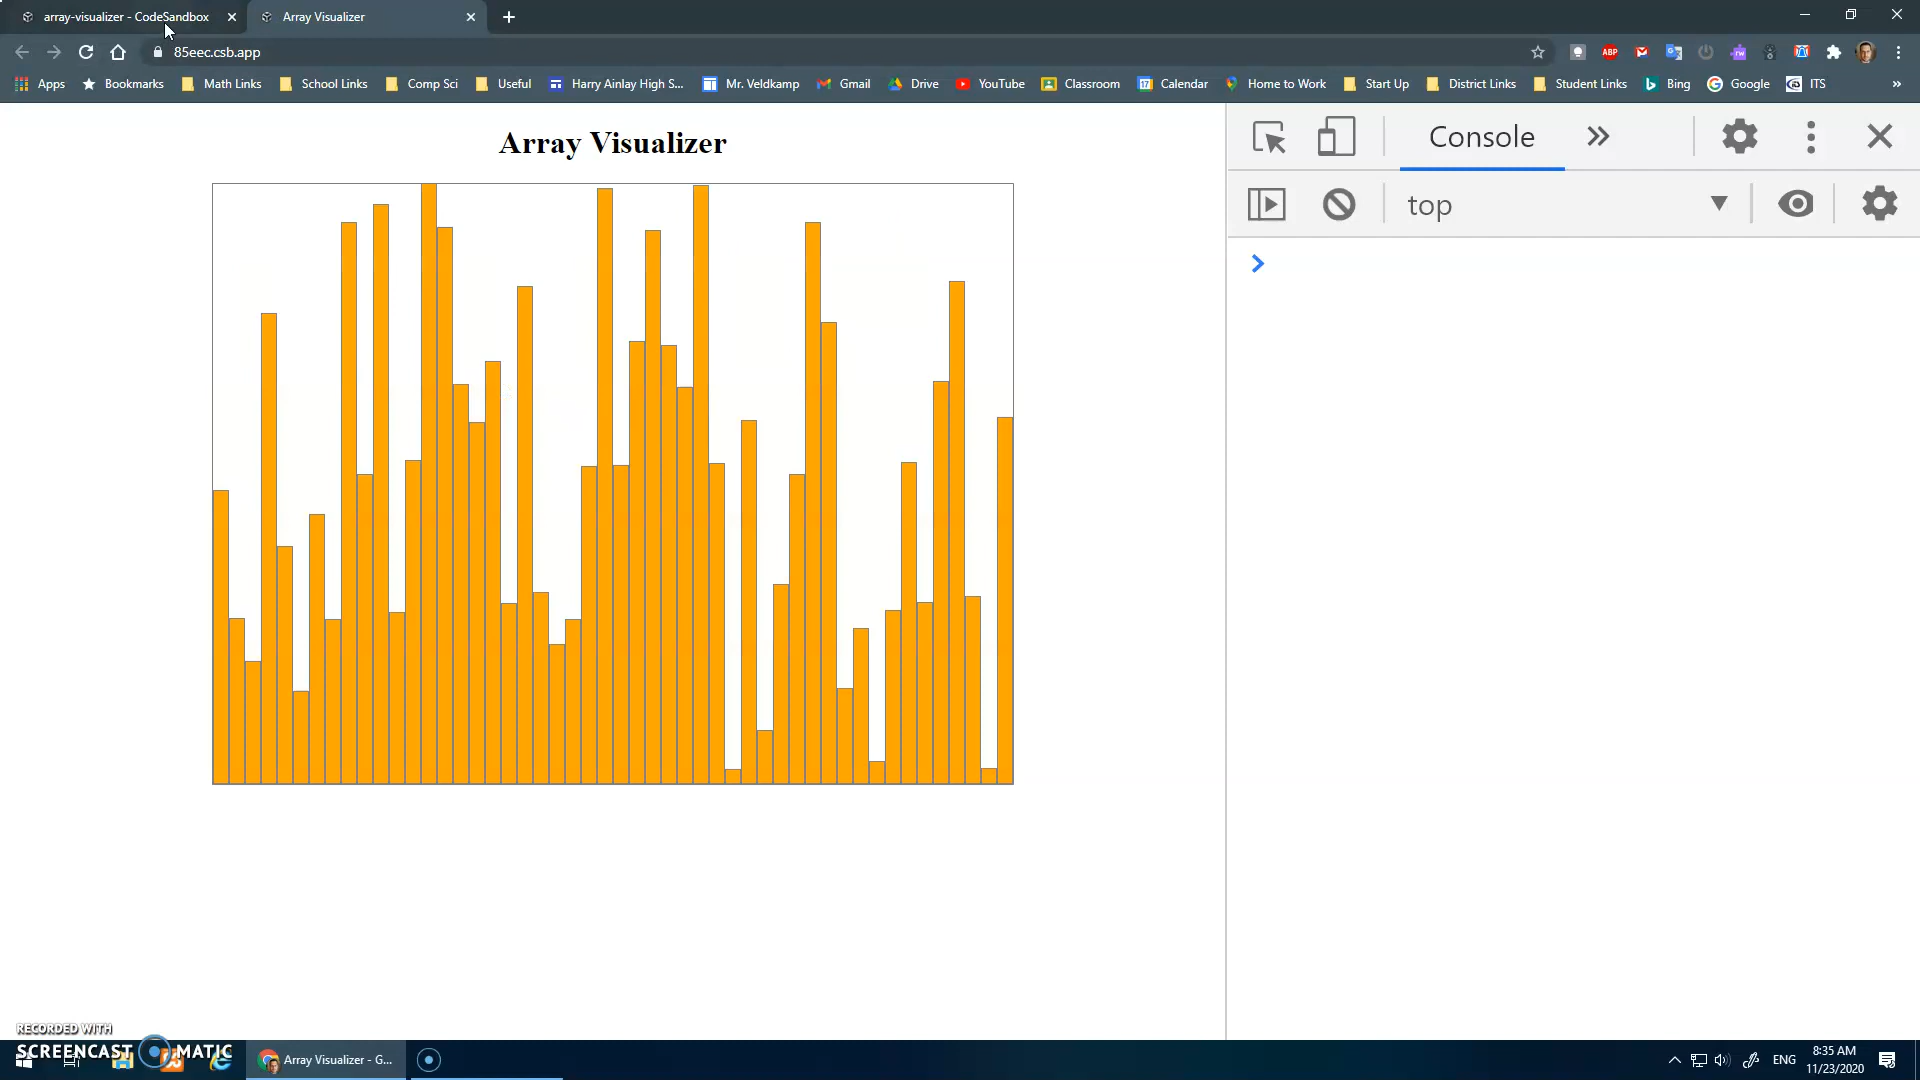 array-visualizer - CodeSandbox
Array Visualizer
85eec.csb.app
ABP
Apps
Bookmarks
Math Links
School Links
Comp Sci
Useful
Harry Ainlay High S...
Mr. Veldkamp
Gmail
Drive
YouTube
Classroom
Calendar
Home to Work
Start Up
District Links
Student Links
Bing
Google
ITS
Array Visualizer
Console
top
RECORDED WITH
SCREENCAST MATIC
Array Visualizer - G...
ENG
8:35 AM
11/23/2020